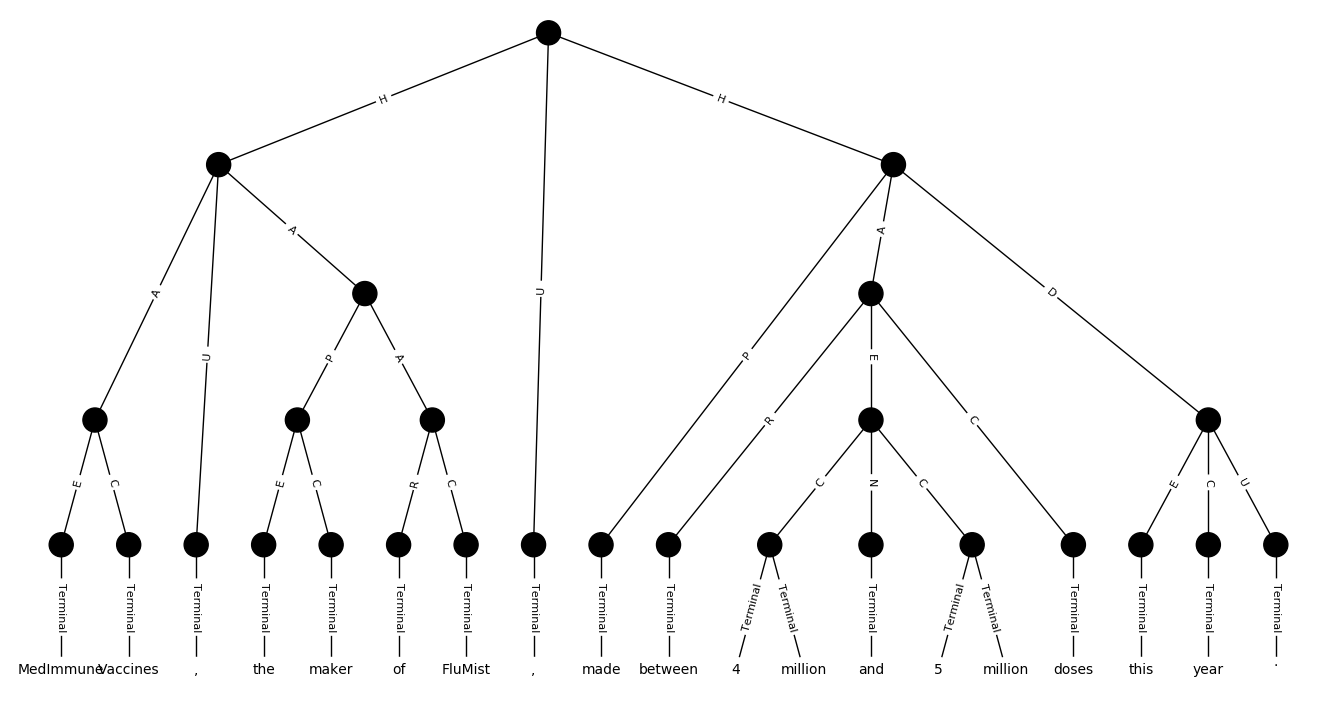 H H
A U A U P A D
P A R E C
E C E C R C C N C E C U
Terminal Terminal Terminal Terminal Terminal Terminal Terminal Terminal Terminal Terminal Terminal Terminal Terminal Terminal Terminal Terminal Terminal Terminal Terminal
MedImmune Vaccines , the maker of FluMist , made between 4 million and 5 million doses this year .